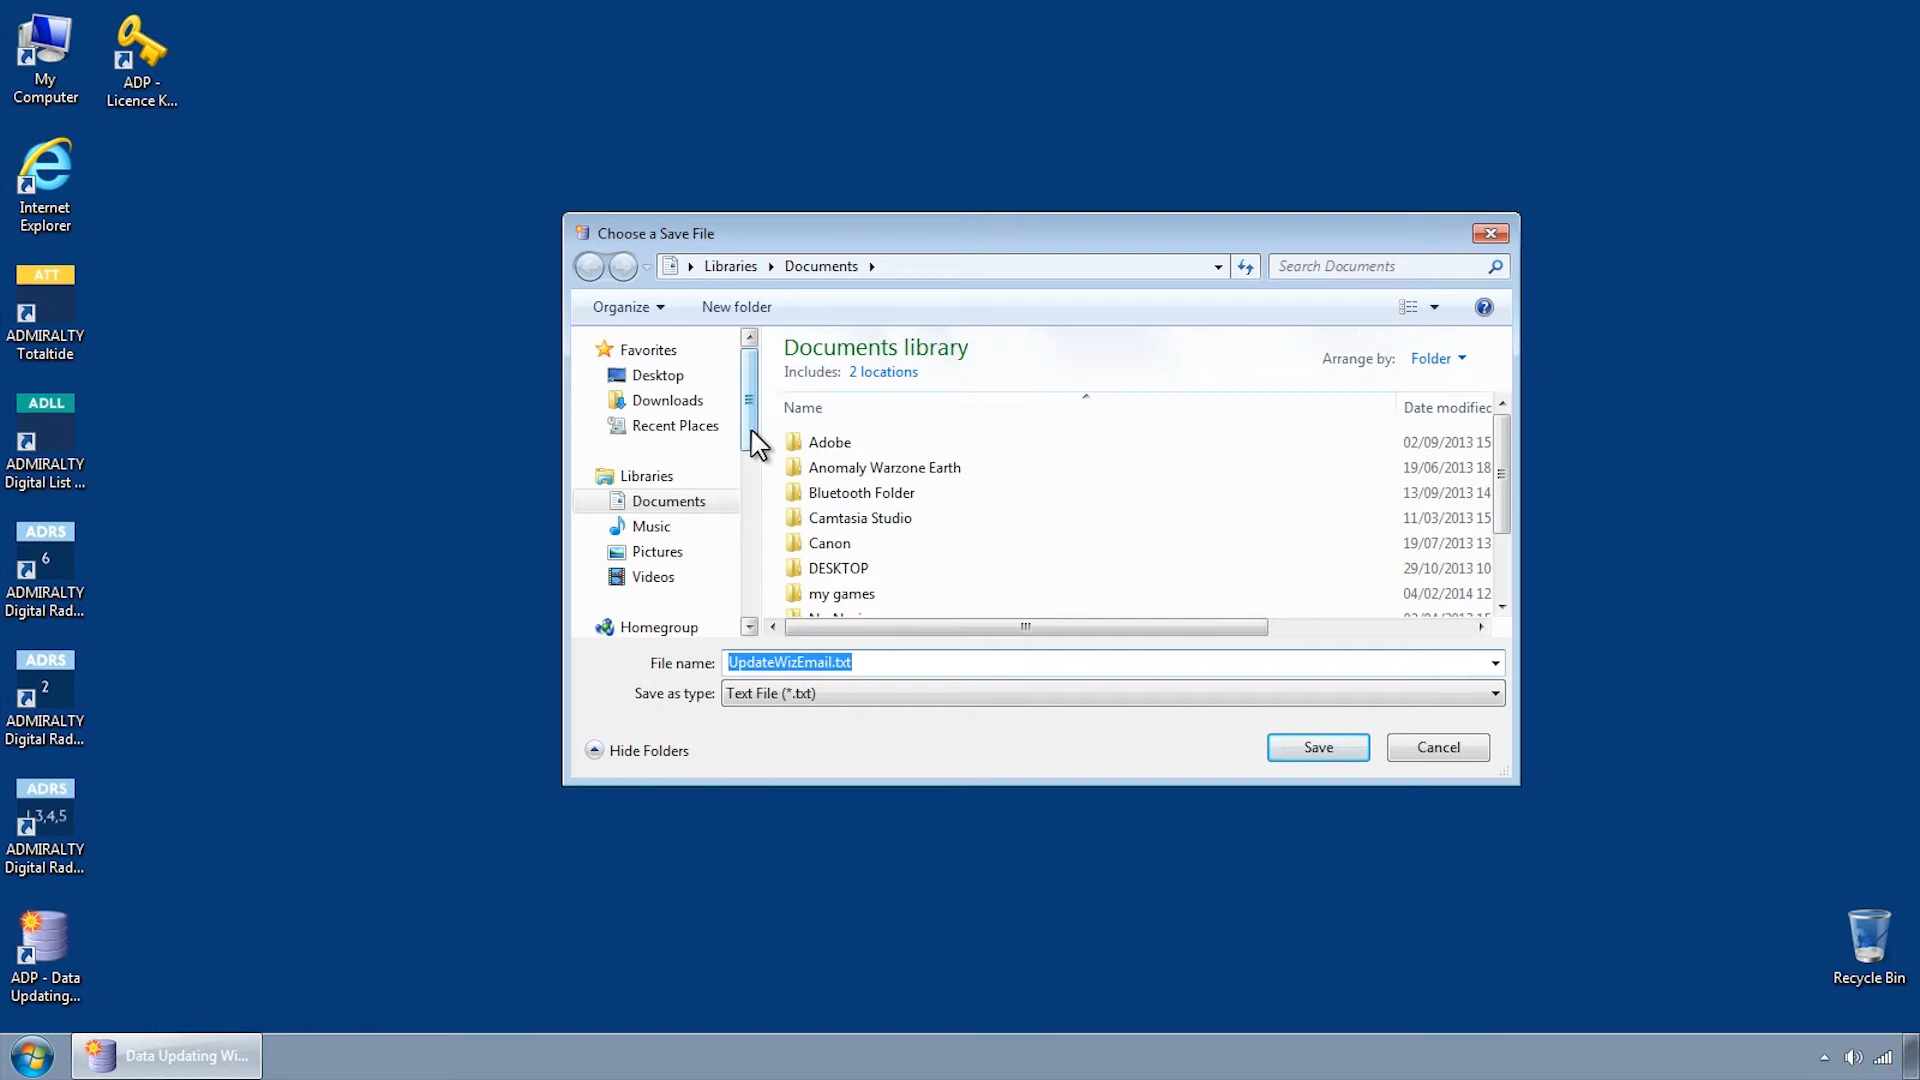 My
Computer
ADP -
Licence K...
Internet
Explorer
ATT
ADMIRALTY
Totaltide
ADLL
ADMIRALTY
Digital List ...
ADRS
6
ADMIRALTY
Digital Rad...
ADRS
2
ADMIRALTY
Digital Rad...
ADRS
1,3,4,5
ADMIRALTY
Digital Rad...
ADP - Data
Updating...
Choose a Save File
Libraries Documents
Search Documents
Organize New folder
Favorites
Desktop
Downloads
Recent Places
Libraries
Documents
Music
Pictures
Videos
Homegroup
Documents library
Includes: 2 locations
Arrange by: Folder
Name Date modified
Adobe 02/09/2013 15
Anomaly Warzone Earth 19/06/2013 18
Bluetooth Folder 13/09/2013 14
Camtasia Studio 11/03/2013 15
Canon 19/07/2013 13
DESKTOP 29/10/2013 10
my games 04/02/2014 12
File name: UpdateWizEmail.txt
Save as type: Text File (*.txt)
Hide Folders
Save Cancel
Recycle Bin
Data Updating Wi...